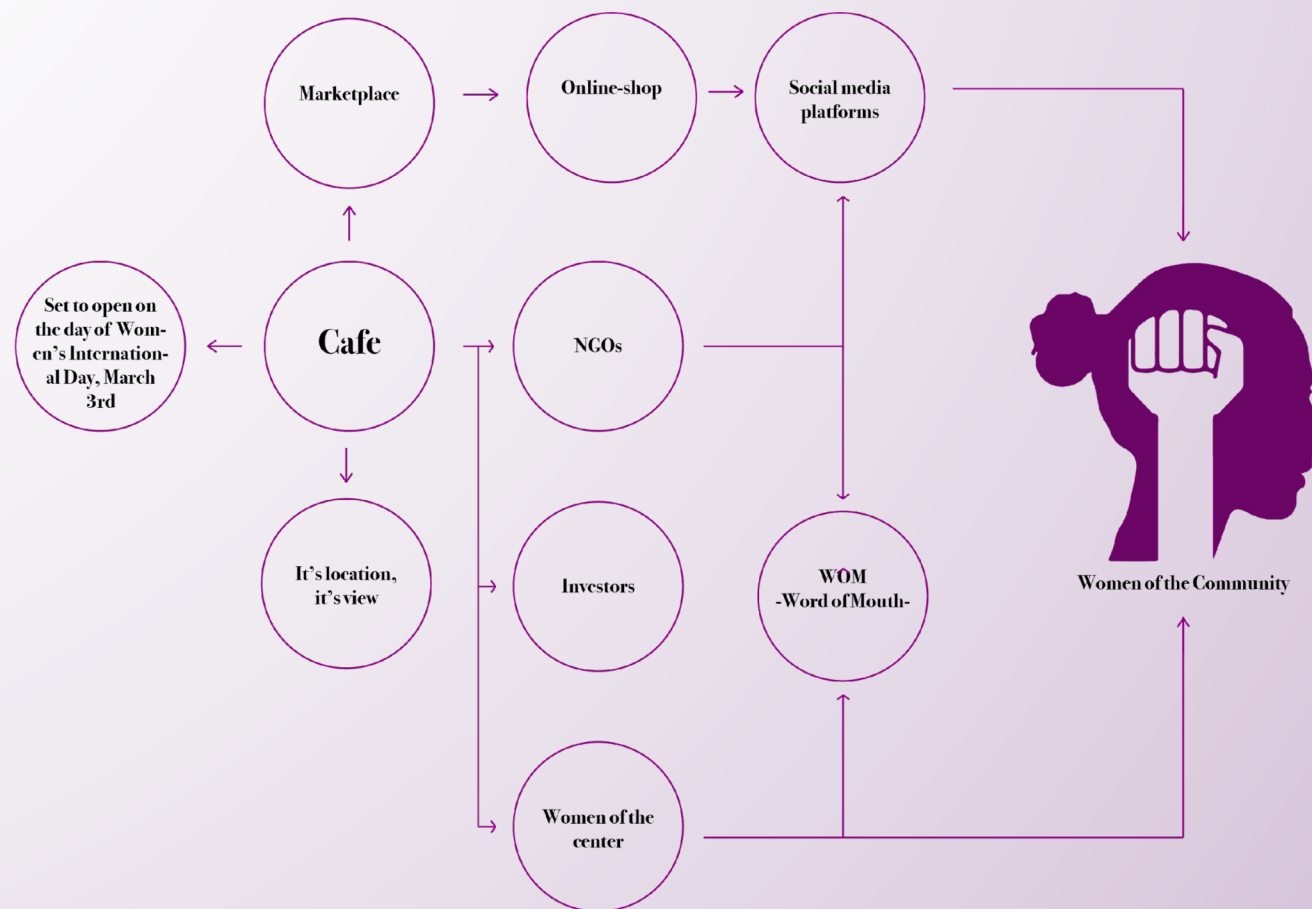 Marketplace
Online-shop
Social media
platforms
Set to open on
the day of Wom-
en's Internation-
al Day, March
3rd
Cafe
NGOs
It's location,
it's view
Investors
WOM
-Word of Mouth-
Women of the Community
Women of the
center